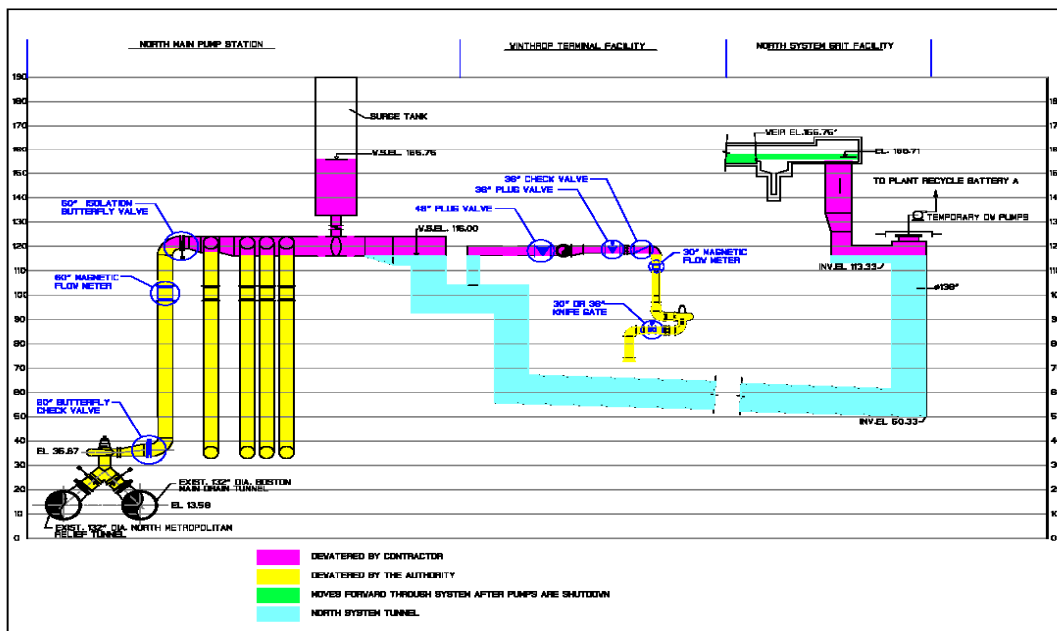 NORTH MAIN PUMP STATION
WINTHROP TERMINAL FACILITY
NORTH SYSTEM GRIT FACILITY
190
180
170
160
150
140
130
120
110
100
90
80
70
60
50
40
30
20
10
0
SURGE TANK
V.S.EL. 155.75
60" ISOLATION
BUTTERFLY VALVE
60" MAGNETIC
FLOW METER
60" BUTTERFLY
CHECK VALVE
EL 35.67
EXIST. 132" DIA. BOSTON
MAIN DRAIN TUNNEL
EL 13.58
EXIST. 132" DIA. NORTH METROPOLITAN
RELIEF TUNNEL
V.S.EL. 116.00
48" PLUG VALVE
36" PLUG VALVE
36" CHECK VALVE
30" MAGNETIC
FLOW METER
30" OR 36"
KNIFE GATE
WEIR EL.155.75'
TO PLANT RECYCLE BATTERY A
TEMPORARY DW PUMPS
INV.EL 113.33
ø138"
INV.EL 50.33
DEWATERED BY CONTRACTOR
DEWATERED BY THE AUTHORITY
MOVES FORWARD THROUGH SYSTEM AFTER PUMPS ARE SHUTDOWN
NORTH SYSTEM TUNNEL